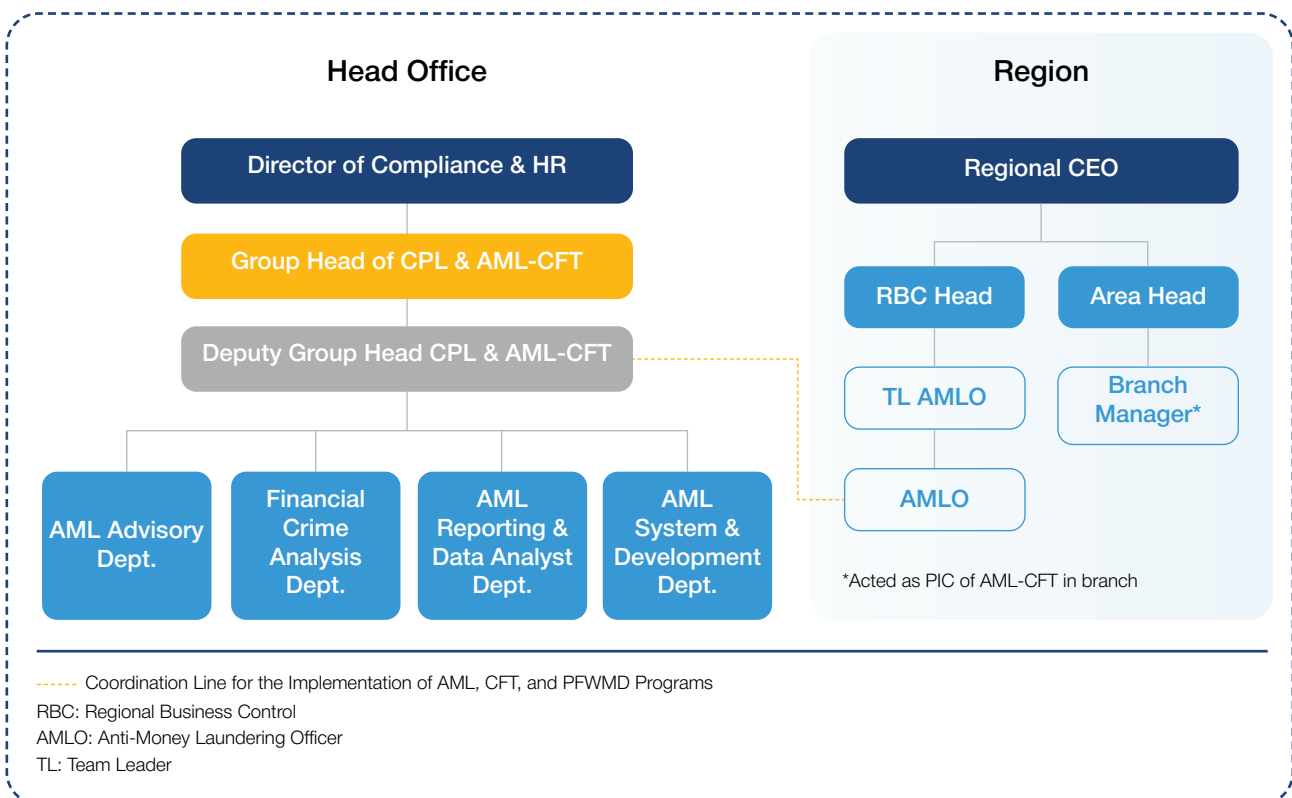 Head Office
Director of Compliance & HR
Group Head of CPL & AML-CFT
Deputy Group Head CPL & AML-CFT
AML Advisory
Dept.
Financial
Crime
Analysis
Dept.
AML
Reporting &
Data Analyst
Dept.
AML
System &
Development
Dept.
Region
Regional CEO
RBC Head
Area Head
TL AMLO
Branch
Manager*
AMLO
*Acted as PIC of AML-CFT in branch
Coordination Line for the Implementation of AML, CFT, and PFWMD Programs
RBC: Regional Business Control
AMLO: Anti-Money Laundering Officer
TL: Team Leader